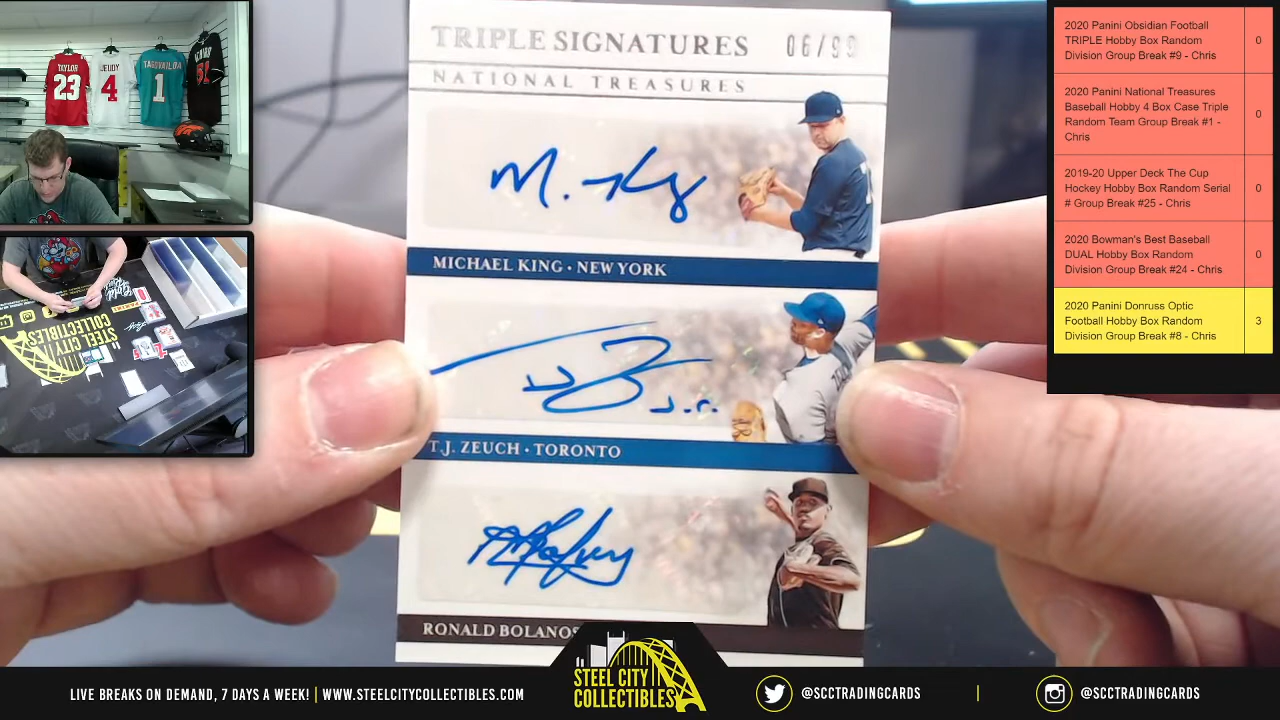 TAYLOR
23
JEUDY
4
TAGOVAILOA
1
STEEL CITY
COLLECTIBLES
TRIPLE SIGNATURES 06/99
NATIONAL TREASURES
M. King
MICHAEL KING · NEW YORK
Jr.
T.J. ZEUCH · TORONTO
RONALD BOLANOS
2020 Panini Obsidian Football
TRIPLE Hobby Box Random
Division Group Break #9 - Chris
0
2020 Panini National Treasures
Baseball Hobby 4 Box Case Triple
Random Team Group Break #1 -
Chris
0
2019-20 Upper Deck The Cup
Hockey Hobby Box Random Serial
# Group Break #25 - Chris
0
2020 Bowman's Best Baseball
DUAL Hobby Box Random
Division Group Break #24 - Chris
0
2020 Panini Donruss Optic
Football Hobby Box Random
Division Group Break #8 - Chris
3
LIVE BREAKS ON DEMAND, 7 DAYS A WEEK! | WWW.STEELCITYCOLLECTIBLES.COM
STEEL CITY
COLLECTIBLES
@SCCTRADINGCARDS | @SCCTRADINGCARDS